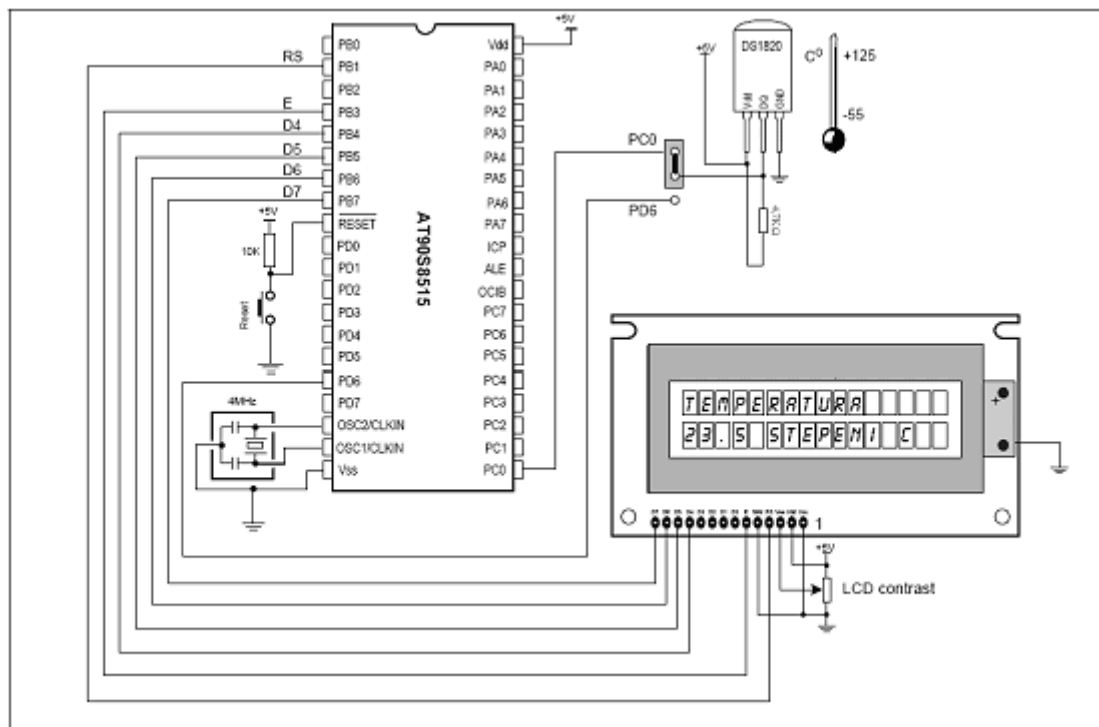 +5V
PB0
PB1
PB2
PB3
PB4
PB5
PB6
PB7
RESET
PD0
PD1
PD2
PD3
PD4
PD5
PD6
PD7
OSC2/CLKIN
OSC1/CLKIN
Vss
AT90S8515
Vdd
PA0
PA1
PA2
PA3
PA4
PA5
PA6
PA7
ICP
ALE
OCIB
PC7
PC6
PC5
PC4
PC3
PC2
PC1
PC0
RS
E
D4
D5
D6
D7
+5V
10K
Reset
4MHz
+5V
DS1820
Vdd
DQ
GND
C⁰
+125
-55
PC0
PD6
TEMPERATURA
23.5 STEPENI C
+
1
+5V
LCD contrast